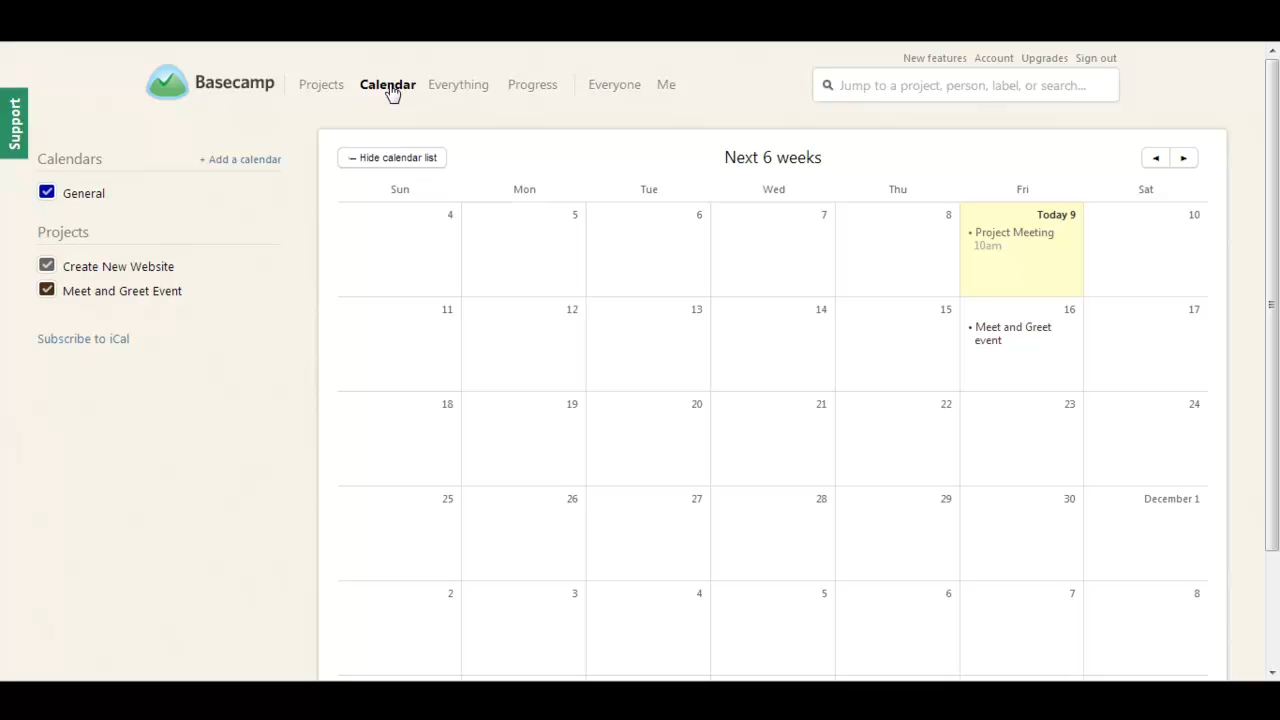 New features Account Upgrades Sign out
Basecamp Projects Calendar Everything Progress Everyone Me
Jump to a project, person, label, or search...
Support
Calendars + Add a calendar
General
Projects
Create New Website
Meet and Greet Event
Subscribe to iCal
– Hide calendar list
Next 6 weeks
Sun Mon Tue Wed Thu Fri Sat
4 5 6 7 8 Today 9 10
• Project Meeting
10am
11 12 13 14 15 16 17
• Meet and Greet
event
18 19 20 21 22 23 24
25 26 27 28 29 30 December 1
2 3 4 5 6 7 8